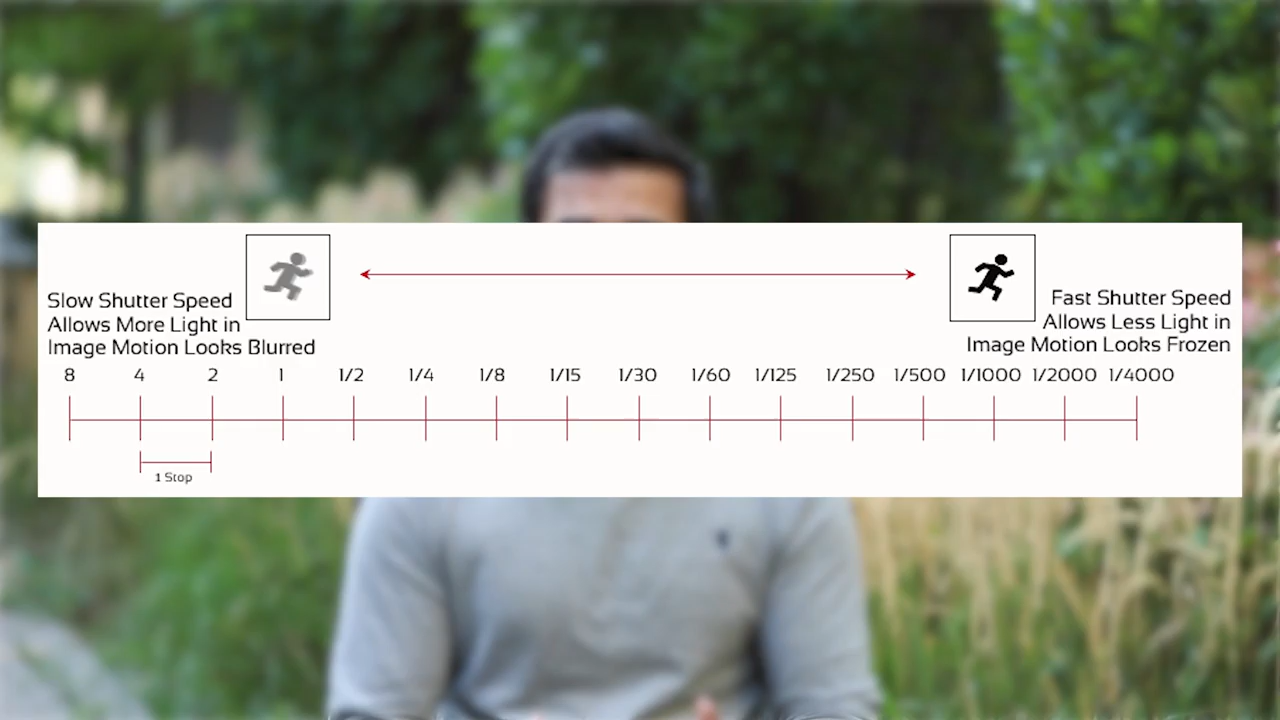 Slow Shutter Speed
Allows More Light in
Image Motion Looks Blurred
Fast Shutter Speed
Allows Less Light in
Image Motion Looks Frozen
8 4 2 1 1/2 1/4 1/8 1/15 1/30 1/60 1/125 1/250 1/500 1/1000 1/2000 1/4000
1 Stop